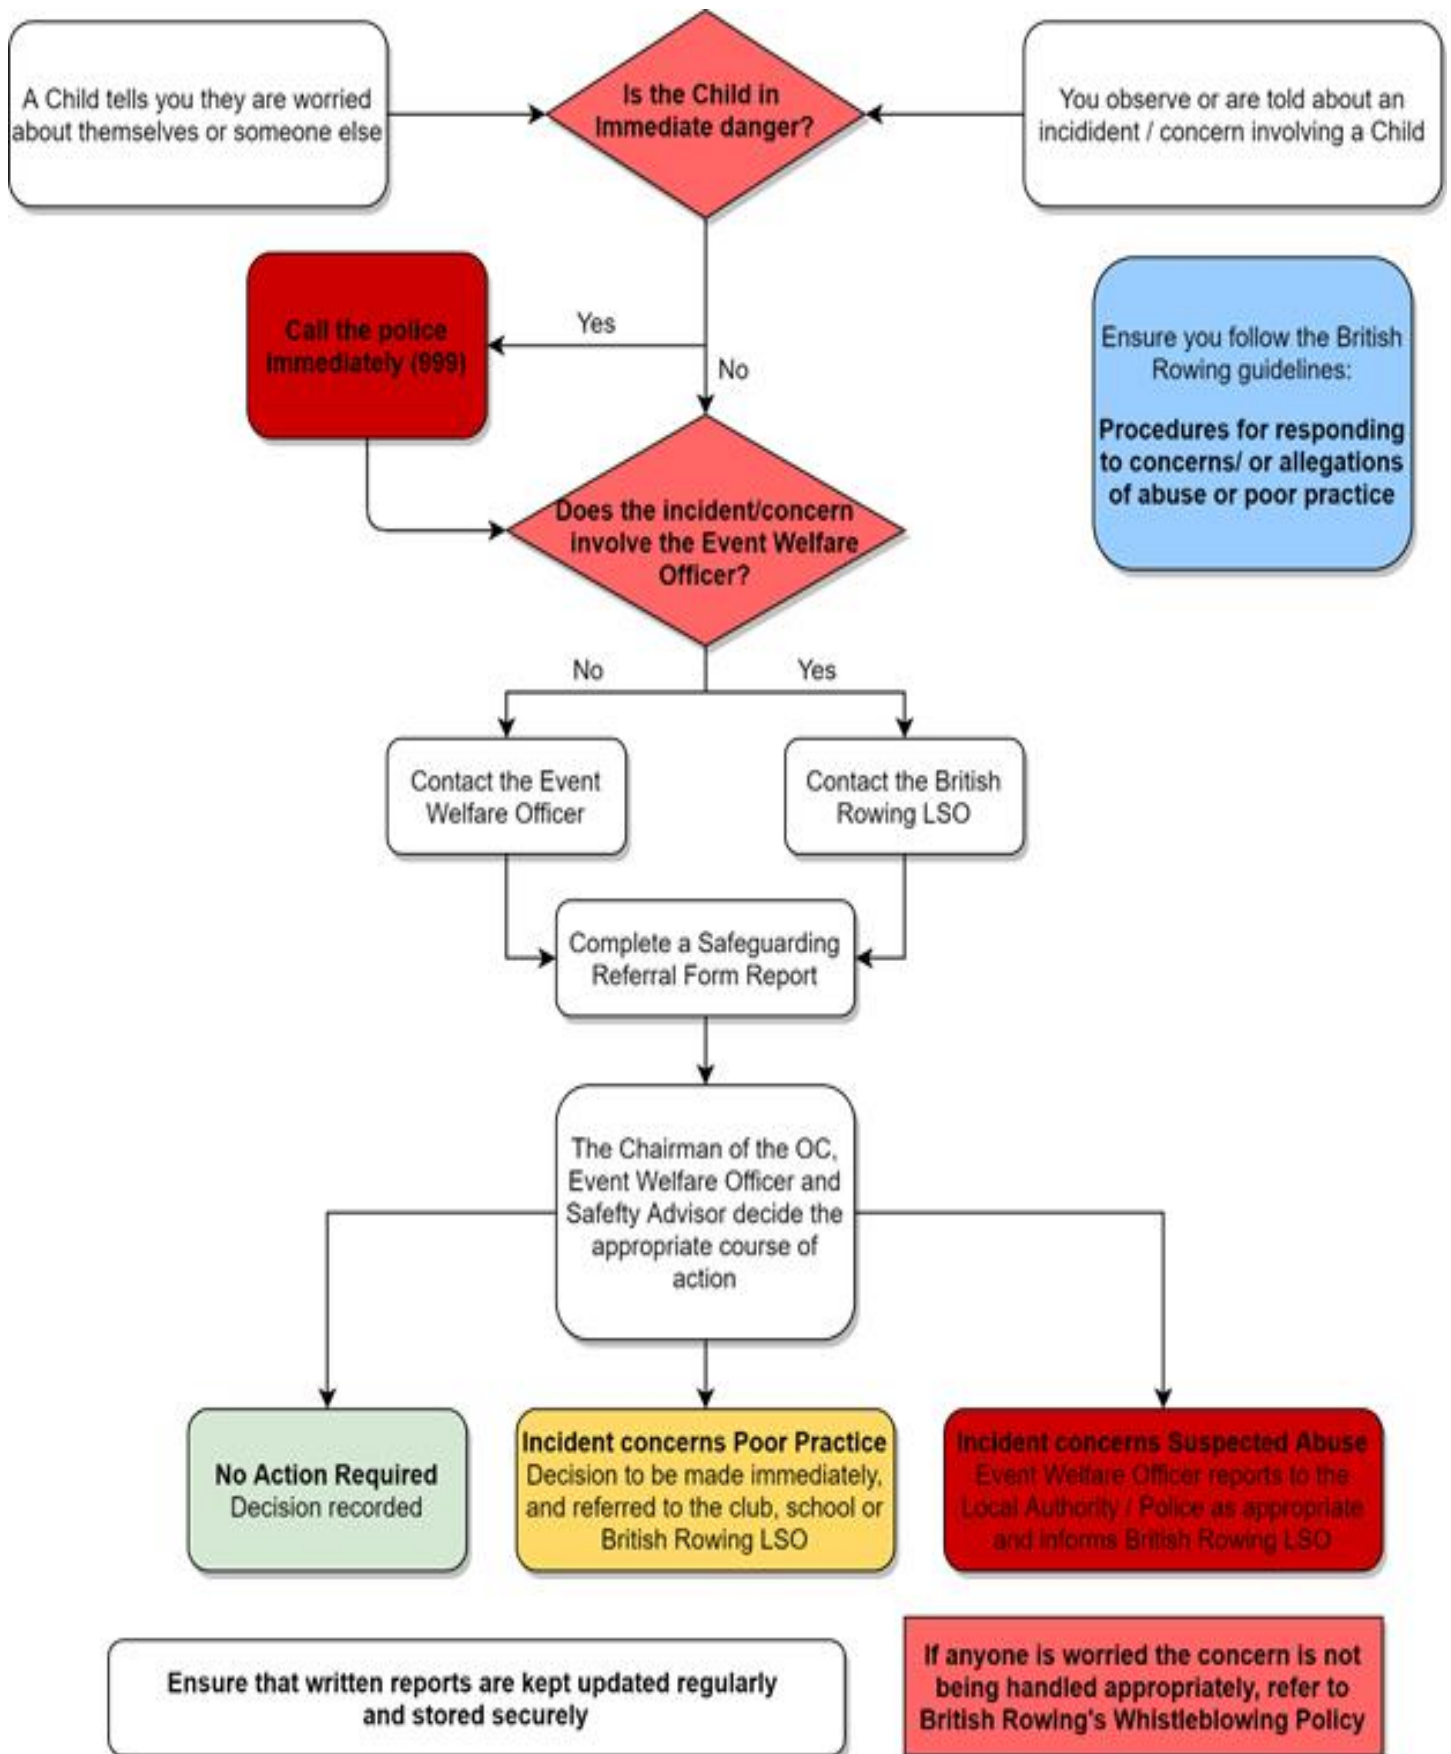 A Child tells you they are worried
about themselves or someone else
Is the Child in
Immediate danger?
You observe or are told about an
incidident / concern involving a Child
Call the police
immediately (999)
Yes
No
Ensure you follow the British
Rowing guidelines:
Procedures for responding
to concerns/ or allegations
of abuse or poor practice
Does the incident/concern
involve the Event Welfare
Officer?
No
Yes
Contact the Event
Welfare Officer
Contact the British
Rowing LSO
Complete a Safeguarding
Referral Form Report
The Chairman of the OC,
Event Welfare Officer and
Safefty Advisor decide the
appropriate course of
action
No Action Required
Decision recorded
Incident concerns Poor Practice
Decision to be made immediately,
and referred to the club, school or
British Rowing LSO
Incident concerns Suspected Abuse
Event Welfare Officer reports to the
Local Authority / Police as appropriate
and informs British Rowing LSO
Ensure that written reports are kept updated regularly
and stored securely
If anyone is worried the concern is not
being handled appropriately, refer to
British Rowing's Whistleblowing Policy